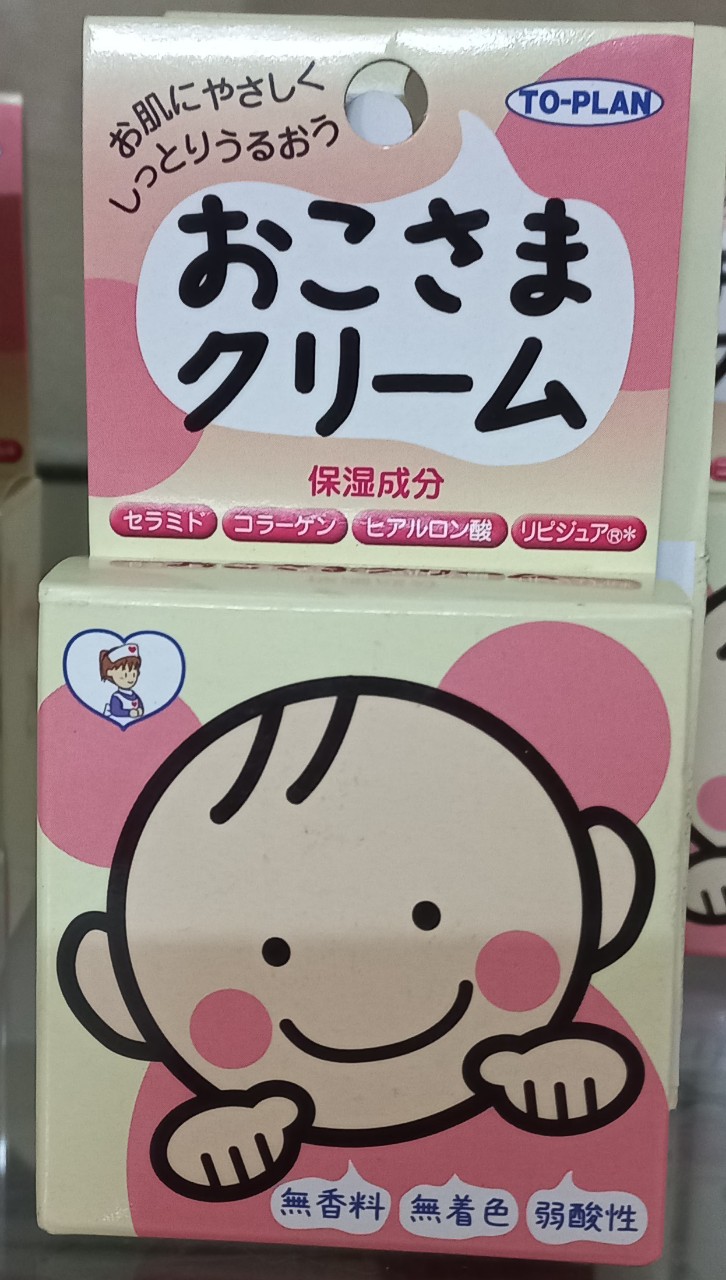 お肌にやさしく
しっとりうるおう
TO-PLAN
おこさま
クリーム
保湿成分
セラミド コラーゲン ヒアルロン酸 リピジュア®*
無香料 無着色 弱酸性